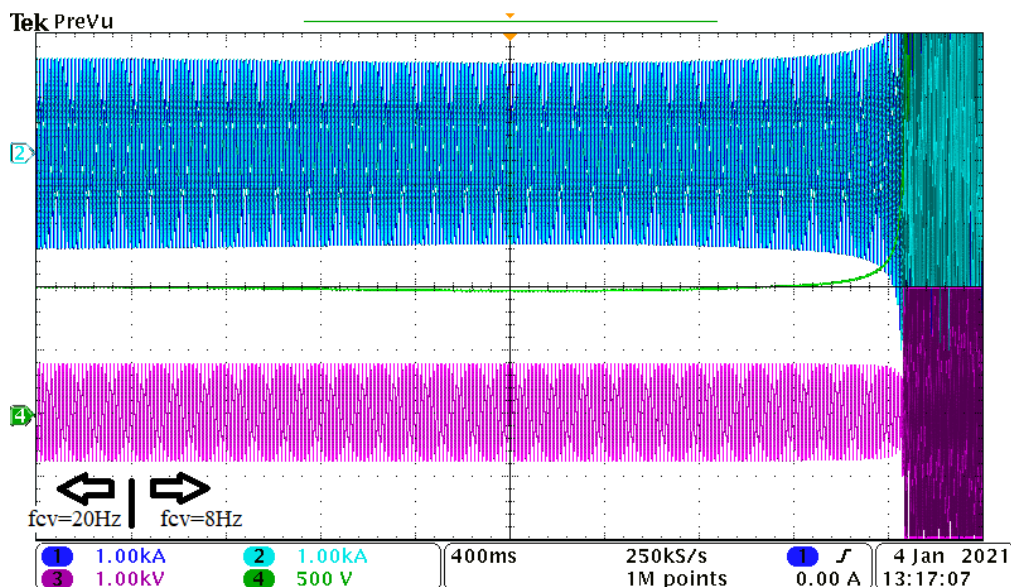 Tek PreVu
2
4
fcv=20Hz fcv=8Hz
1 1.00kA 2 1.00kA 400ms 250kS/s 1 4 Jan 2021
3 1.00kV 4 500 V 1M points 0.00 A 13:17:07